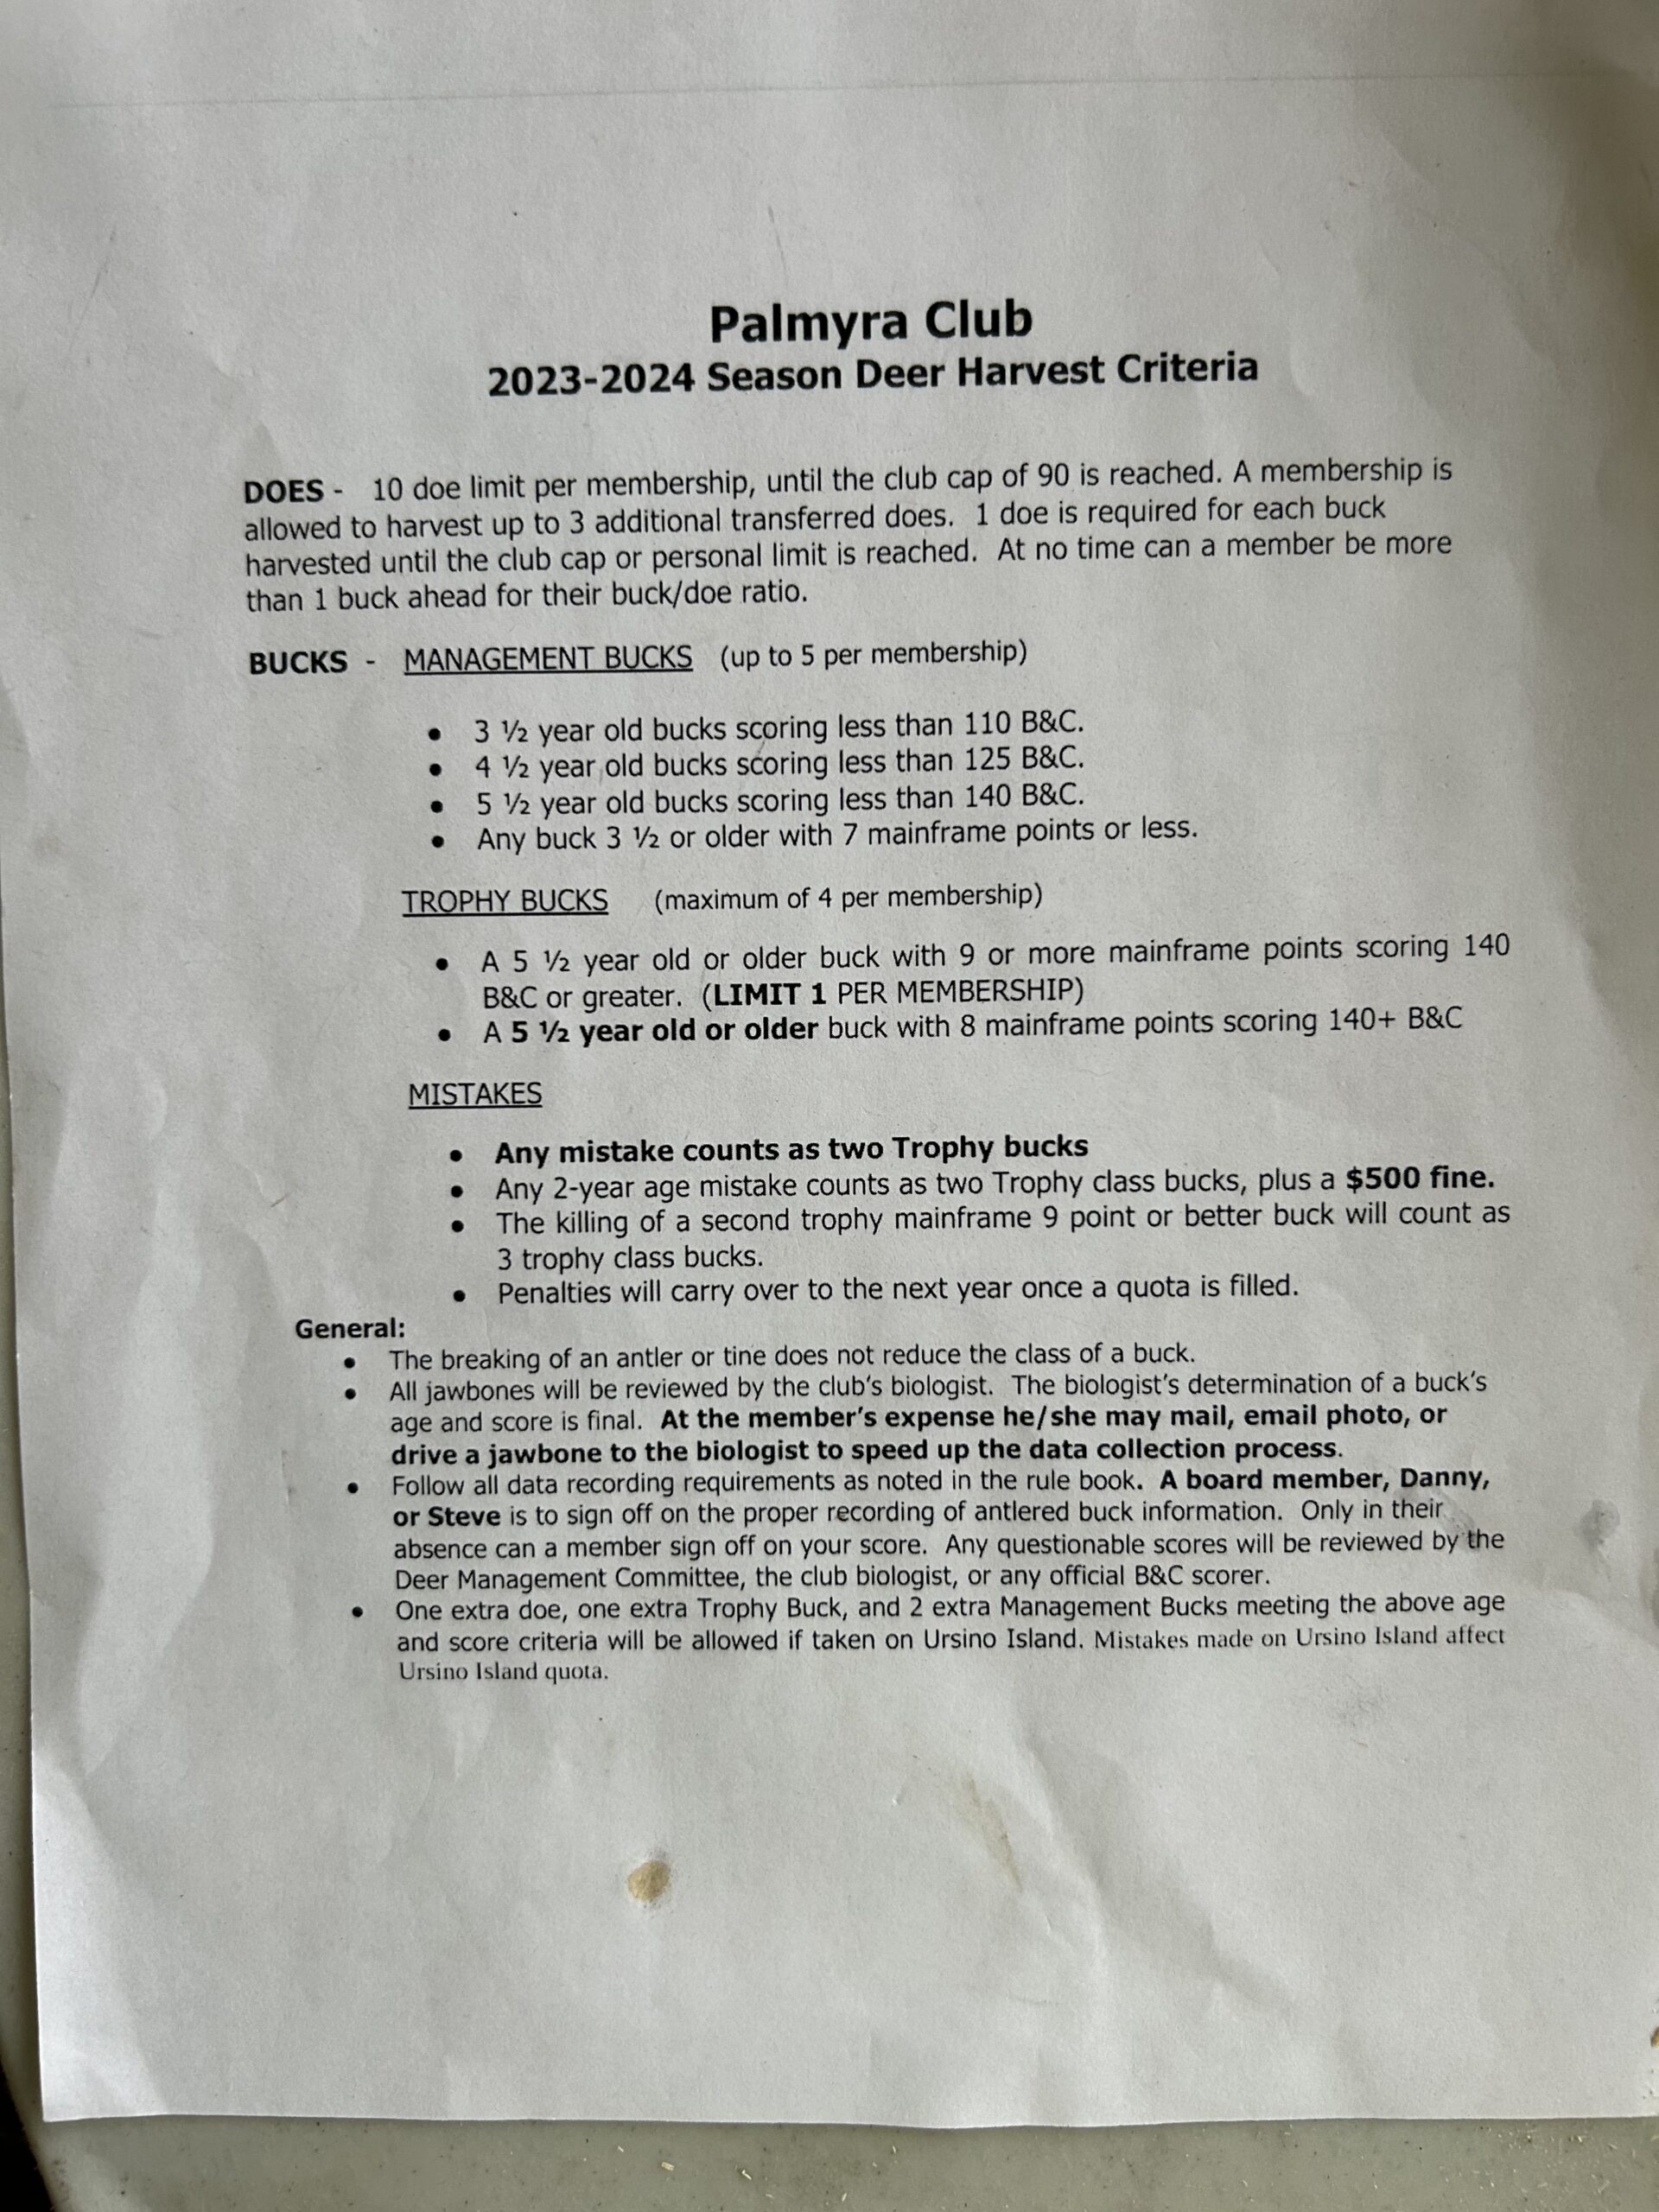 Palmyra Club
2023-2024 Season Deer Harvest Criteria
DOES - 10 doe limit per membership, until the club cap of 90 is reached. A membership is
allowed to harvest up to 3 additional transferred does. 1 doe is required for each buck
harvested until the club cap or personal limit is reached. At no time can a member be more
than 1 buck ahead for their buck/doe ratio.
BUCKS - MANAGEMENT BUCKS (up to 5 per membership)
• 3 ½ year old bucks scoring less than 110 B&C.
• 4 ½ year old bucks scoring less than 125 B&C.
• 5 ½ year old bucks scoring less than 140 B&C.
• Any buck 3 ½ or older with 7 mainframe points or less.
TROPHY BUCKS (maximum of 4 per membership)
• A 5 ½ year old or older buck with 9 or more mainframe points scoring 140
B&C or greater. (LIMIT 1 PER MEMBERSHIP)
• A 5 ½ year old or older buck with 8 mainframe points scoring 140+ B&C
MISTAKES
• Any mistake counts as two Trophy bucks
• Any 2-year age mistake counts as two Trophy class bucks, plus a $500 fine.
• The killing of a second trophy mainframe 9 point or better buck will count as
3 trophy class bucks.
• Penalties will carry over to the next year once a quota is filled.
General:
• The breaking of an antler or tine does not reduce the class of a buck.
• All jawbones will be reviewed by the club's biologist. The biologist's determination of a buck's
age and score is final. At the member's expense he/she may mail, email photo, or
drive a jawbone to the biologist to speed up the data collection process.
• Follow all data recording requirements as noted in the rule book. A board member, Danny,
or Steve is to sign off on the proper recording of antlered buck information. Only in their
absence can a member sign off on your score. Any questionable scores will be reviewed by the
Deer Management Committee, the club biologist, or any official B&C scorer.
• One extra doe, one extra Trophy Buck, and 2 extra Management Bucks meeting the above age
and score criteria will be allowed if taken on Ursino Island. Mistakes made on Ursino Island affect
Ursino Island quota.